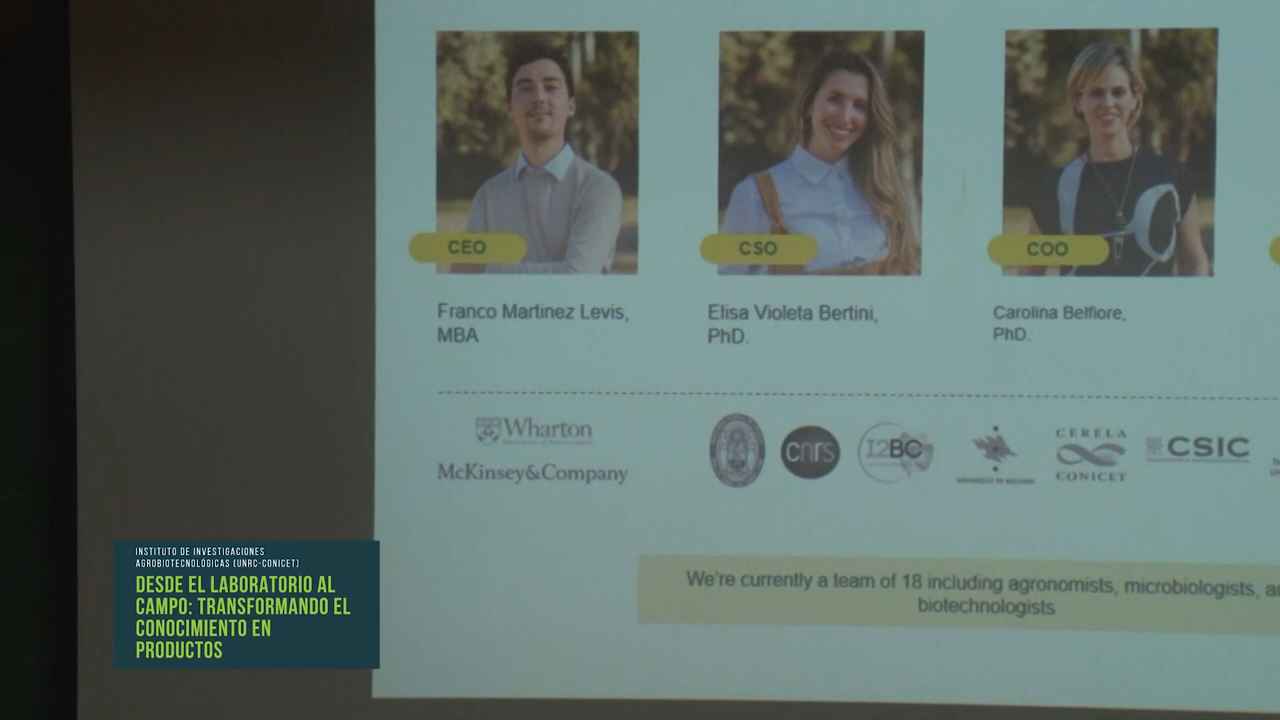 CEO
CSO
COO
Franco Martinez Levis,
MBA
Elisa Violeta Bertini,
PhD.
Carolina Belfiore,
PhD.
Wharton
McKinsey&Company
cnrs
I2BC
CERELA
CONICET
CSIC
We're currently a team of 18 including agronomists, microbiologists,
biotechnologists
INSTITUTO DE INVESTIGACIONES
AGROBIOTECNOLÓGICAS (UNRC-CONICET)
DESDE EL LABORATORIO AL
CAMPO: TRANSFORMANDO EL
CONOCIMIENTO EN
PRODUCTOS